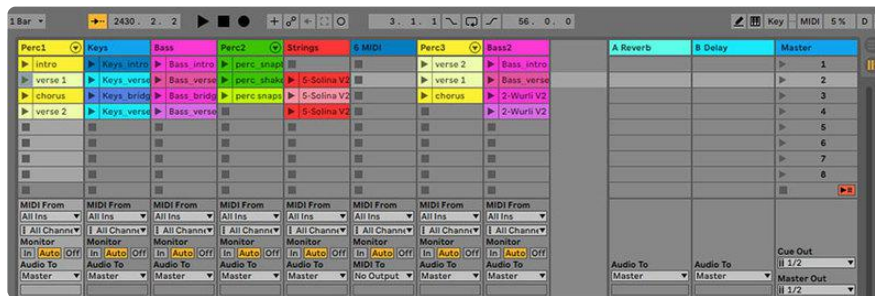 1 Bar 2430 . 2 . 2 3 . 1 . 1 56 . 0 . 0 Key MIDI 5 % D
Perc1 Keys Bass Perc2 Strings 6 MIDI Perc3 Bass2 A Reverb B Delay Master
intro Keys_intro Bass_intro perc_snap verse 2 Bass_intro 1
verse 1 Keys_verse Bass_verse perc_shake 5-Solina V2 verse 1 Bass_verse 2
chorus Keys_bridg Bass_bridg perc snaps 5-Solina V2 chorus 2-Wurli V2 3
verse 2 Keys_verse Bass_verse 5-Solina V2 2-Wurli V2 4
5
6
7
8
MIDI From MIDI From MIDI From MIDI From MIDI From MIDI From MIDI From MIDI From
All Ins All Ins All Ins All Ins All Ins All Ins All Ins All Ins
All Channe All Channe All Channe All Channe All Channe All Channe All Channe All Channe
Monitor Monitor Monitor Monitor Monitor Monitor Monitor Monitor
In Auto Off In Auto Off In Auto Off In Auto Off In Auto Off In Auto Off In Auto Off In Auto Off Cue Out
1/2
Audio To Audio To Audio To Audio To Audio To MIDI To Audio To Audio To Audio To Audio To
Master Master Master Master Master No Output Master Master Master Master Master Out
1/2